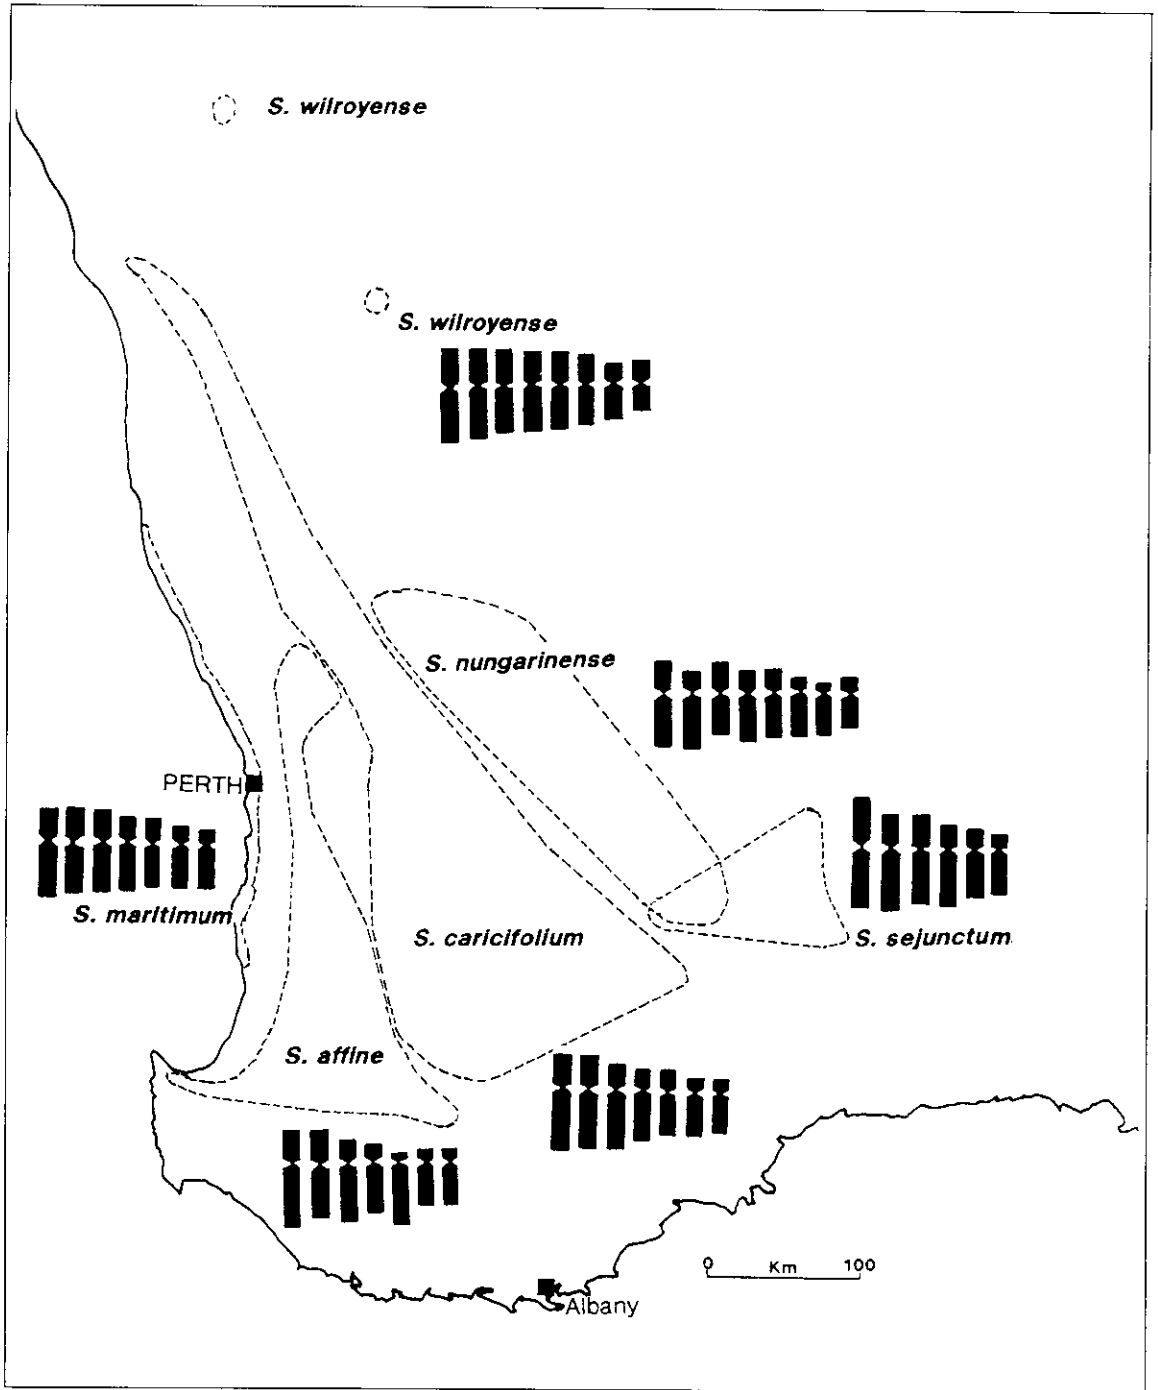 S. wilroyense
S. wilroyense
S. nungarinense
PERTH
S. maritimum
S. caricifolium
S. sejunctum
S. affine
0 Km 100
Albany